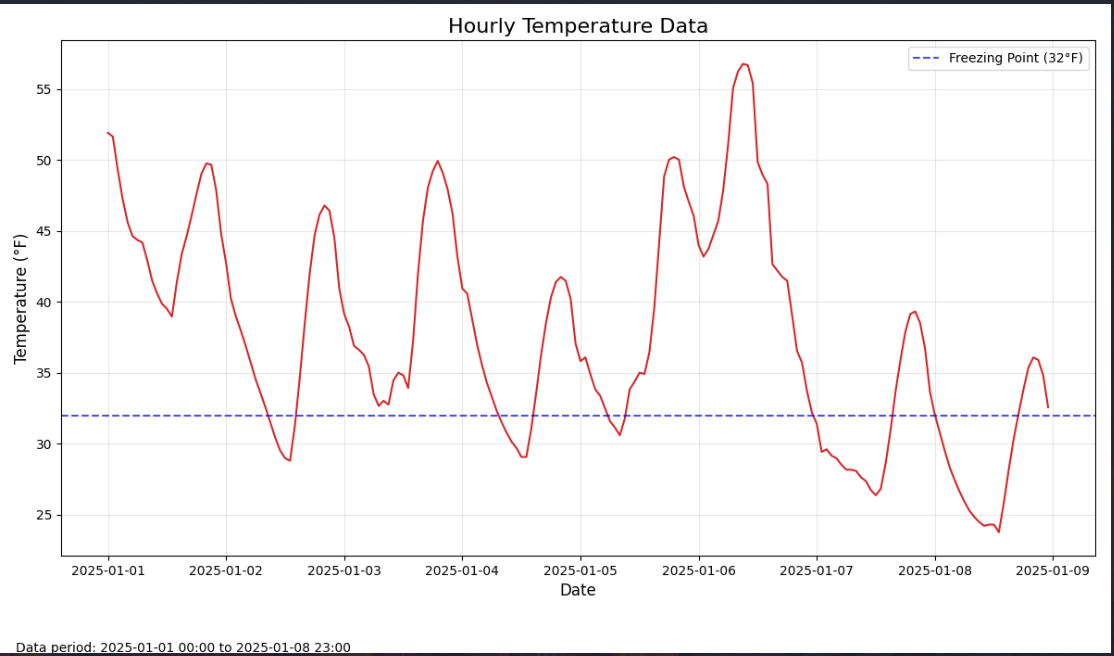 Hourly Temperature Data
Freezing Point (32°F)
55
50
45
40
35
30
25
Temperature (°F)
2025-01-01 2025-01-02 2025-01-03 2025-01-04 2025-01-05 2025-01-06 2025-01-07 2025-01-08 2025-01-09
Date
Data period: 2025-01-01 00:00 to 2025-01-08 23:00